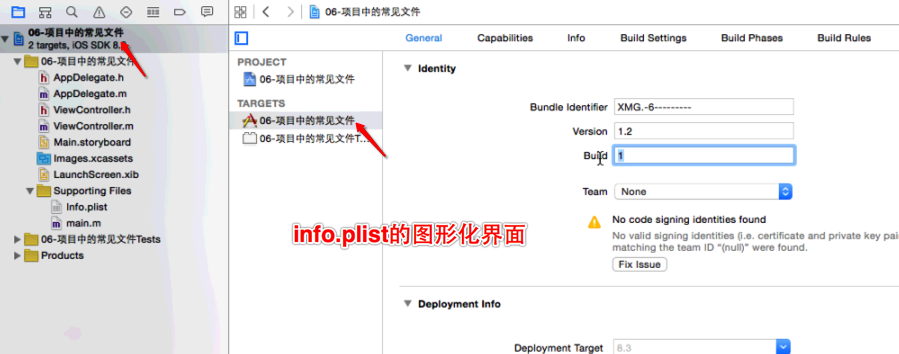 06-项目中的常见文件
06-项目中的常见文件
2 targets, iOS SDK 8.
General
Capabilities
Info
Build Settings
Build Phases
Build Rules
06-项目中的常见文件
AppDelegate.h
AppDelegate.m
ViewController.h
ViewController.m
Main.storyboard
Images.xcassets
LaunchScreen.xib
Supporting Files
Info.plist
main.m
06-项目中的常见文件Tests
Products
PROJECT
06-项目中的常见文件
TARGETS
06-项目中的常见文件
06-项目中的常见文件T...
Identity
Bundle Identifier
XMG.-6---------
Version
1.2
Build
1
Team
None
No code signing identities found
No valid signing identities (i.e. certificate and private key pai
matching the team ID “(null)” were found.
Fix Issue
info.plist的图形化界面
Deployment Info
Deployment Target
8.3